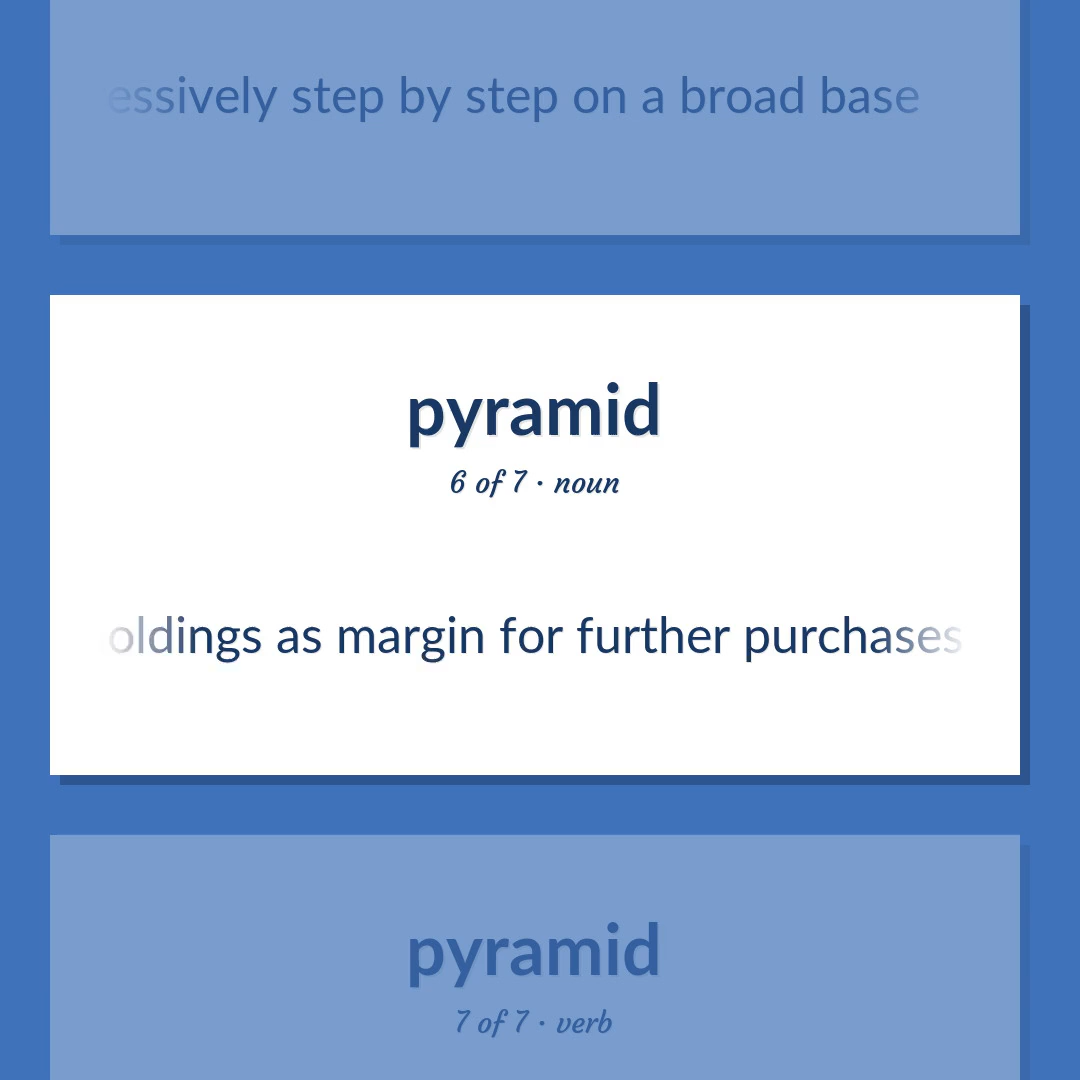 essively step by step on a broad base
pyramid
6 of 7 · noun
oldings as margin for further purchases
pyramid
7 of 7 · verb